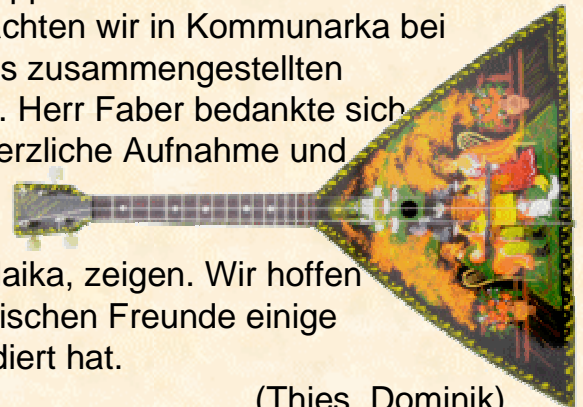 achten wir in Kommunarka bei
s zusammengestellten
. Herr Faber bedankte sich
erzliche Aufnahme und
aika, zeigen. Wir hoffen
ischen Freunde einige
diert hat.
(Thies, Dominik)